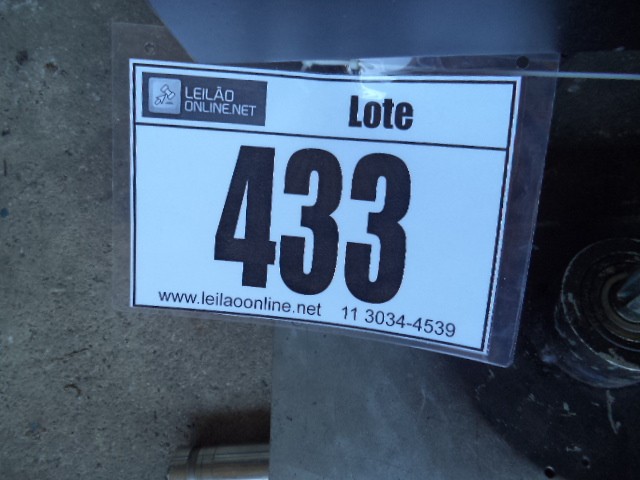 LEILÃO
ONLINE.NET
Lote
433
www.leilaoonline.net 11 3034-4539